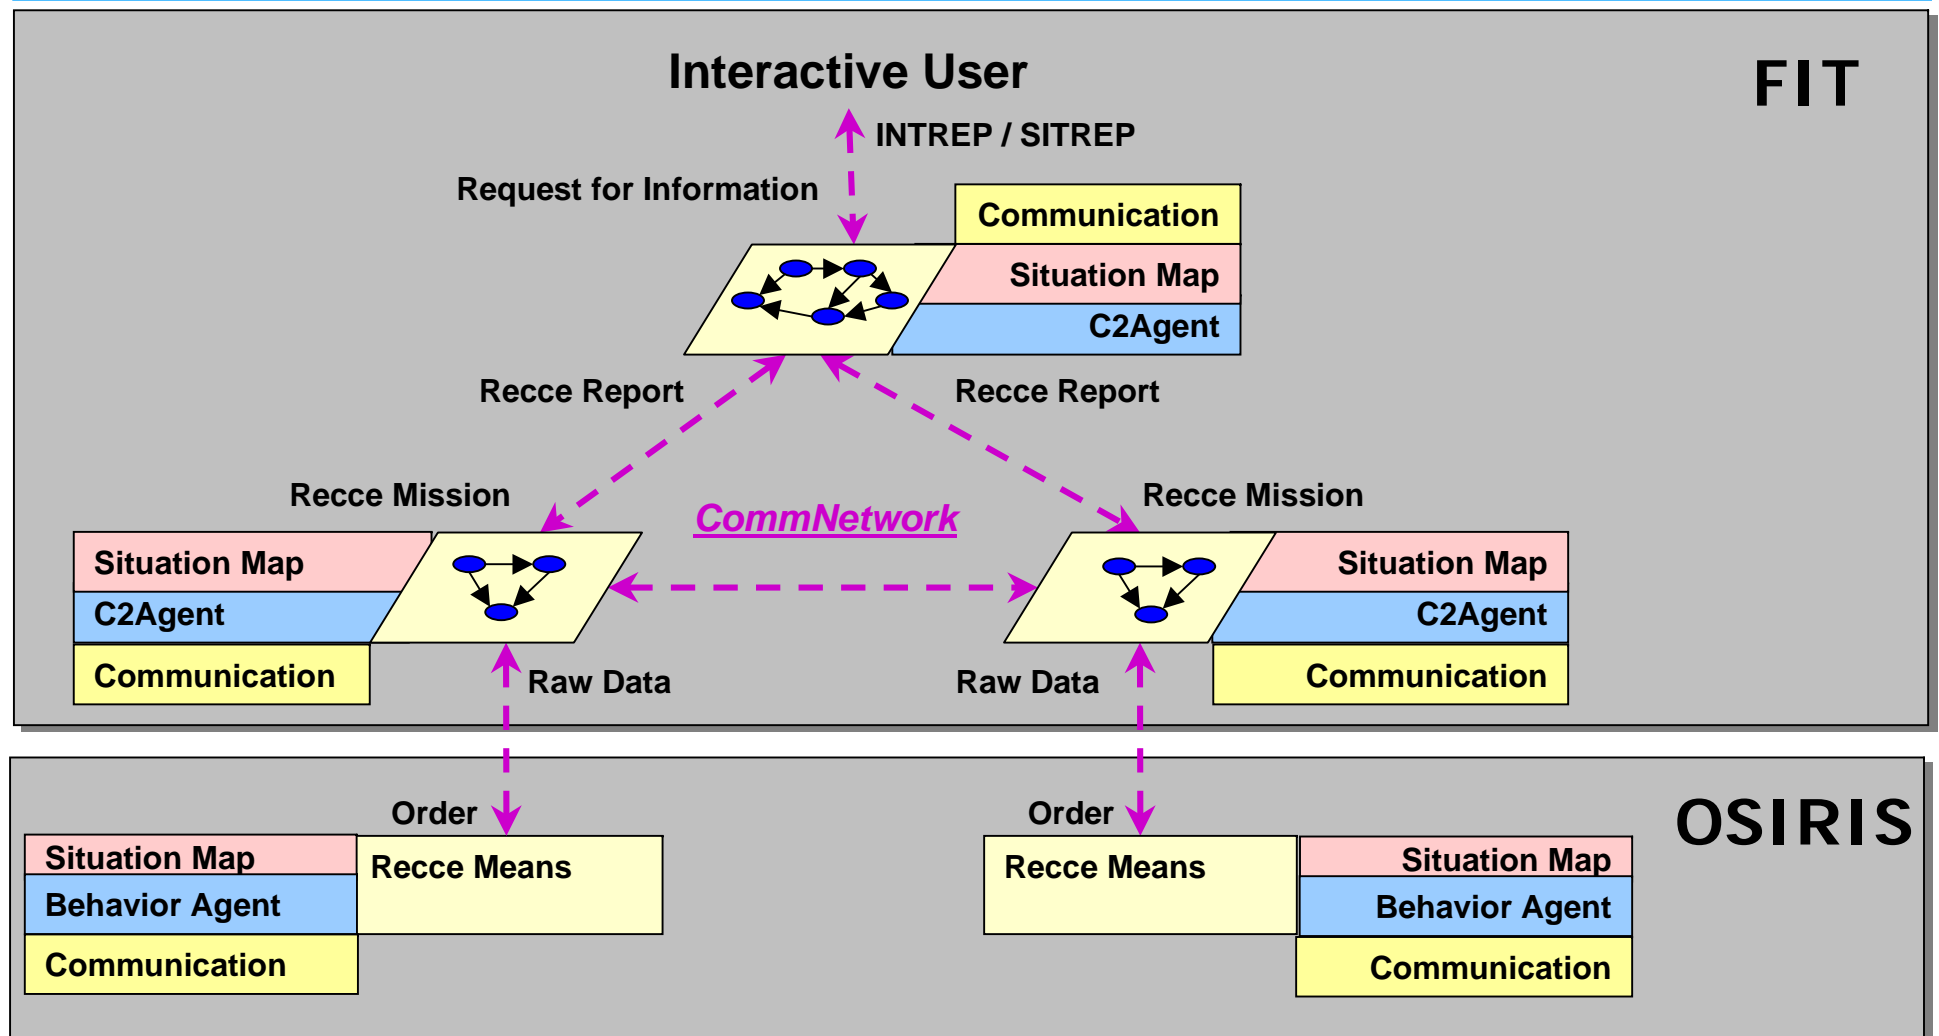 Interactive User
FIT
INTREP / SITREP
Request for Information
Communication
Situation Map
C2Agent
Recce Report
Recce Report
Recce Mission
CommNetwork
Recce Mission
Situation Map
C2Agent
Communication
Situation Map
C2Agent
Communication
Raw Data
Raw Data
OSIRIS
Order
Order
Situation Map
Behavior Agent
Communication
Recce Means
Recce Means
Situation Map
Behavior Agent
Communication